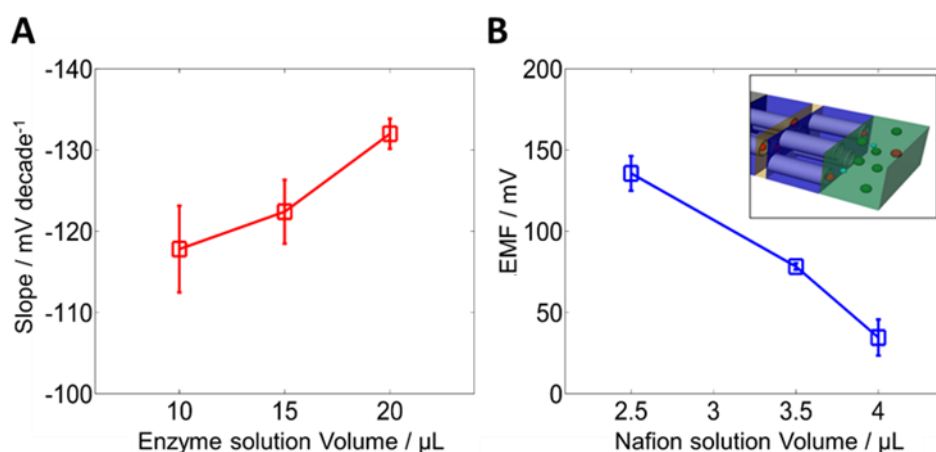 A
-140
-130
-120
-110
-100
Slope / mV decade⁻¹
10 15 20
Enzyme solution Volume / µL
B
200
150
100
50
0
EMF / mV
2.5 3 3.5 4
Nafion solution Volume / µL